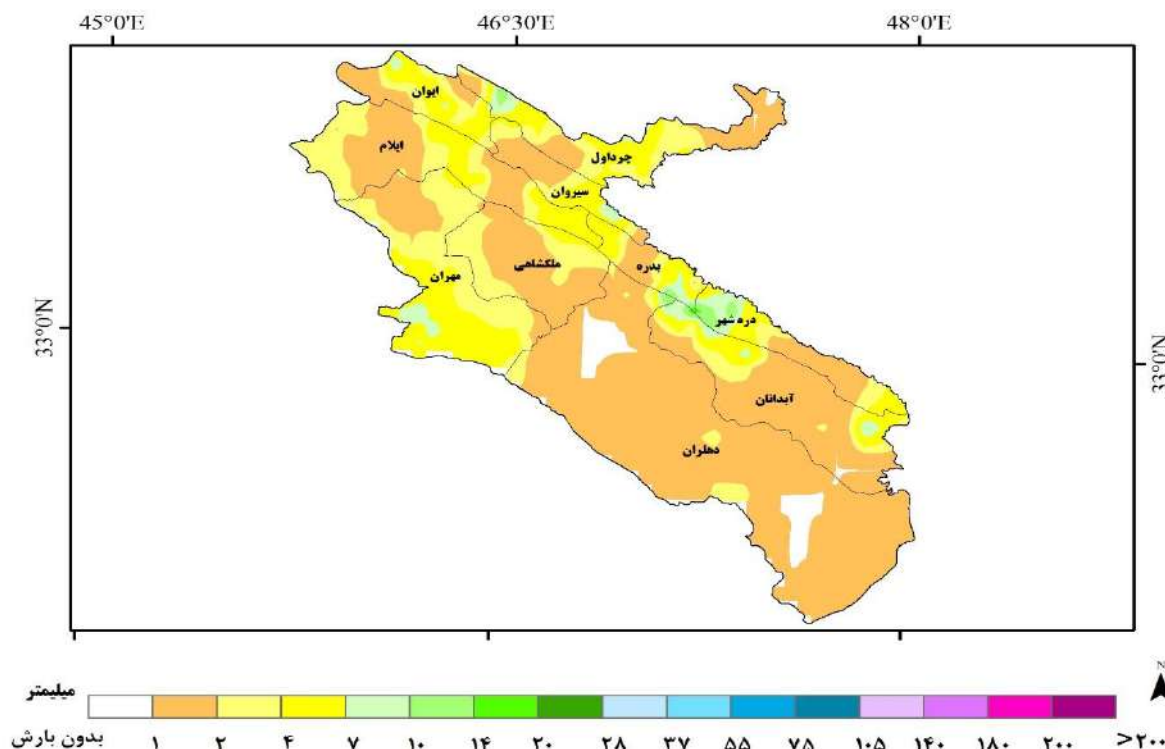 45°0'E 46°30'E 48°0'E
ایوان
ایلام
چرداول
سیروان
ملکشاهی
بدره
مهران
دره شهر
33°0'N
33°0'N
آبدانان
دهلران
N
میلیمتر
بدون بارش ۱ ۲ ۴ ۷ ۱۰ ۱۴ ۲۰ ۲۸ ۳۷ ۵۵ ۷۵ ۱۰۵ ۱۴۰ ۱۸۰ ۲۰۰ >۲۰۰